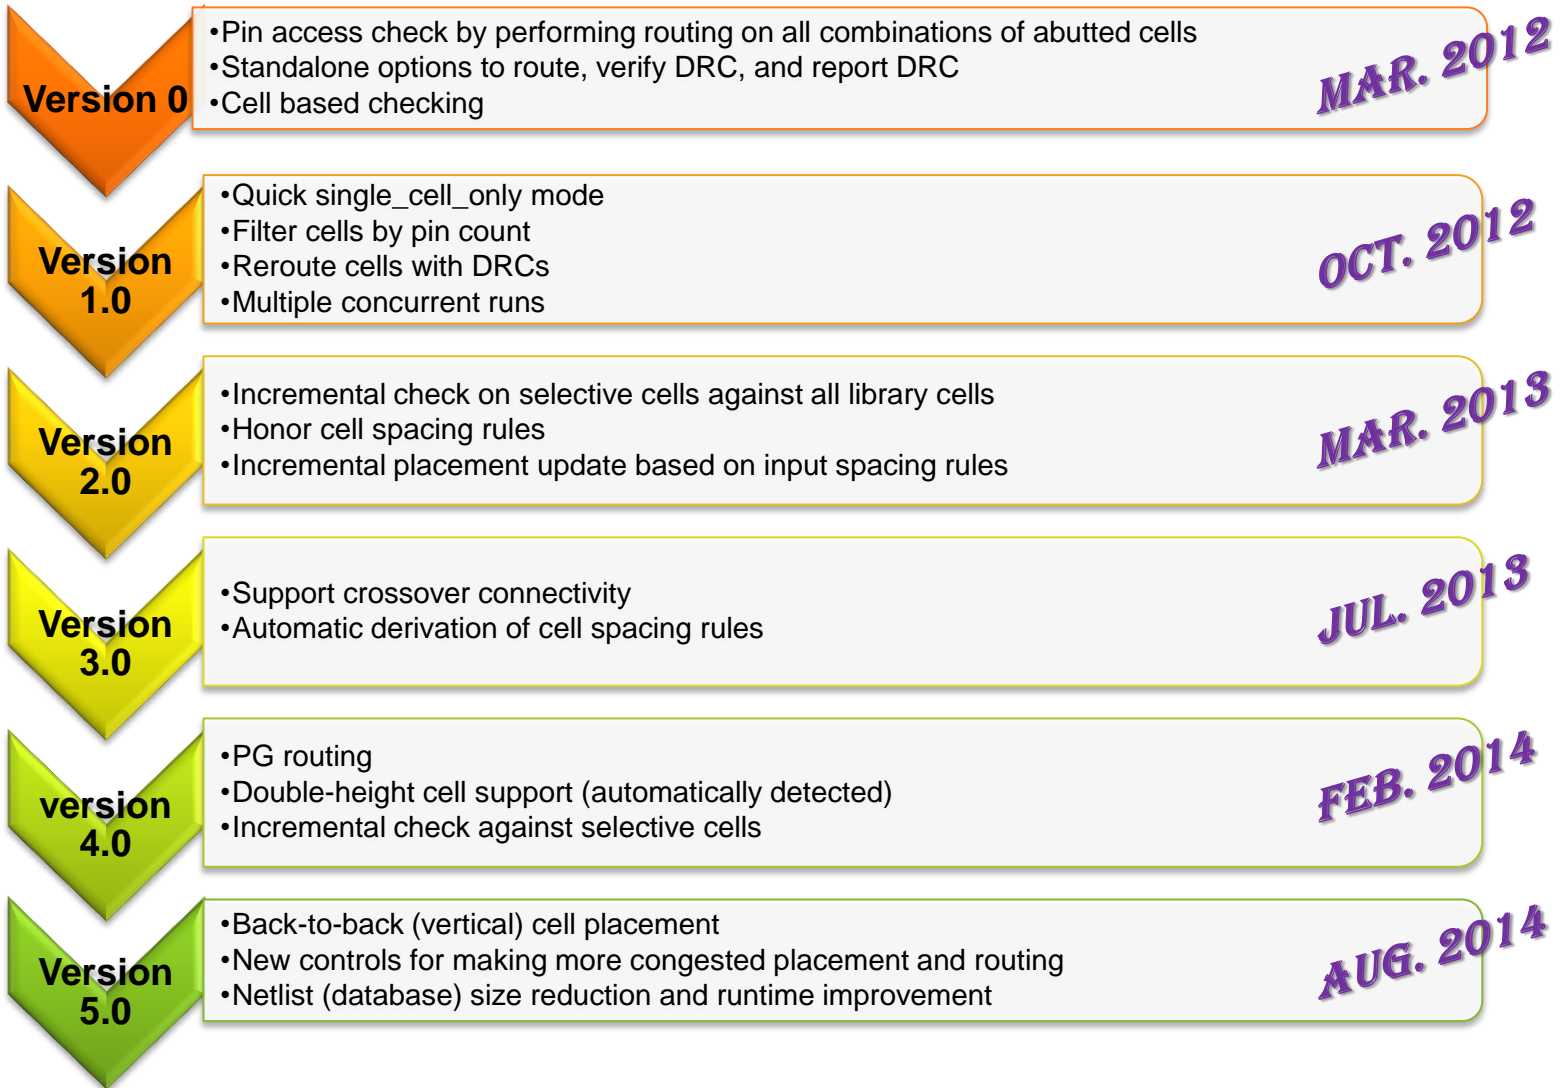 Version 0
•Pin access check by performing routing on all combinations of abutted cells
•Standalone options to route, verify DRC, and report DRC
•Cell based checking
MAR. 2012
Version
1.0
•Quick single_cell_only mode
•Filter cells by pin count
•Reroute cells with DRCs
•Multiple concurrent runs
OCT. 2012
Version
2.0
•Incremental check on selective cells against all library cells
•Honor cell spacing rules
•Incremental placement update based on input spacing rules
MAR. 2013
Version
3.0
•Support crossover connectivity
•Automatic derivation of cell spacing rules
JUL. 2013
version
4.0
•PG routing
•Double-height cell support (automatically detected)
•Incremental check against selective cells
FEB. 2014
Version
5.0
•Back-to-back (vertical) cell placement
•New controls for making more congested placement and routing
•Netlist (database) size reduction and runtime improvement
AUG. 2014